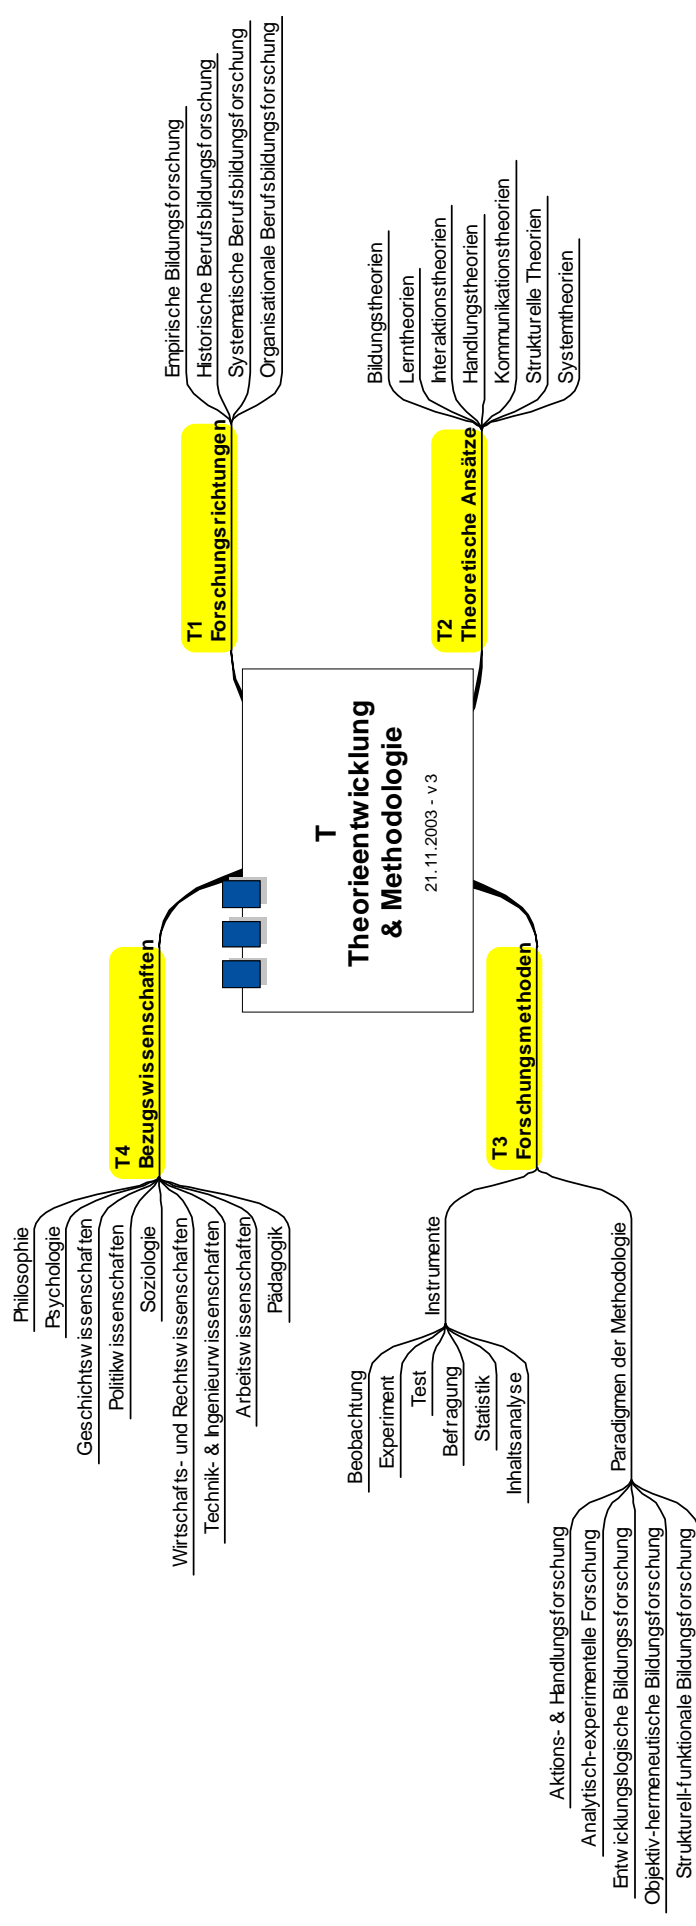 T
Theorieentwicklung
& Methodologie
21.11.2003 - v3
T1
Forschungsrichtungen
Empirische Bildungsforschung
Historische Berufsbildungsforschung
Systematische Berufsbildungsforschung
Organisationale Berufsbildungsforschung
T2
Theoretische Ansätze
Bildungstheorien
Lerntheorien
Interaktionstheorien
Handlungstheorien
Kommunikationstheorien
Strukturelle Theorien
Systemtheorien
T3
Forschungsmethoden
Instrumente
Beobachtung
Experiment
Test
Befragung
Statistik
Inhaltsanalyse
Paradigmen der Methodologie
Aktions- & Handlungsforschung
Analytisch-experimentelle Forschung
Entwicklungslogische Bildungssforschung
Objektiv-hermeneutische Bildungsforschung
Strukturell-funktionale Bildungsforschung
T4
Bezugswissenschaften
Philosophie
Psychologie
Geschichtswissenschaften
Politikwissenschaften
Soziologie
Wirtschafts- und Rechtswissenschaften
Technik- & Ingenieurwissenschaften
Arbeitswissenschaften
Pädagogik